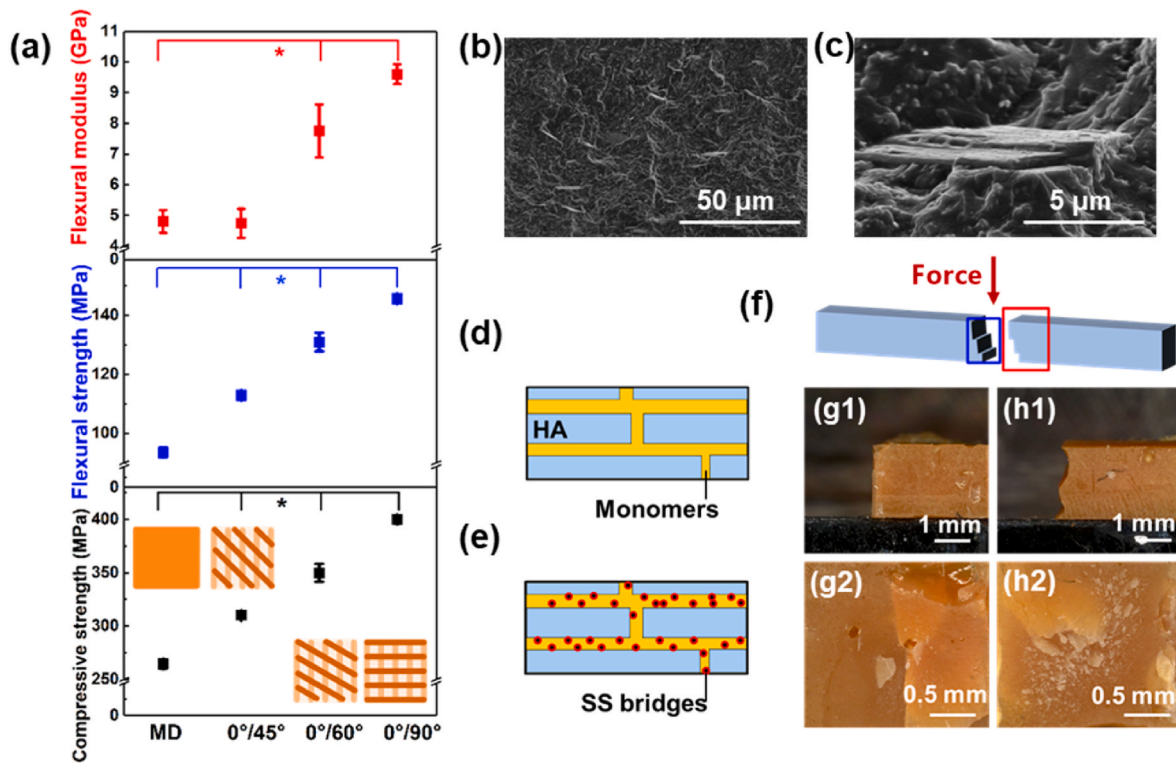 (a)
Flexural modulus (GPa)
11
10
9
8
7
6
5
4
0
*
Flexural strength (MPa)
140
120
100
0
*
Compressive strength (MPa)
400
350
300
250
0
*
MD 0°/45° 0°/60° 0°/90°
(b)
50 µm
(c)
5 µm
(d)
HA
Monomers
(e)
SS bridges
(f)
Force
(g1)
1 mm
(h1)
1 mm
(g2)
0.5 mm
(h2)
0.5 mm